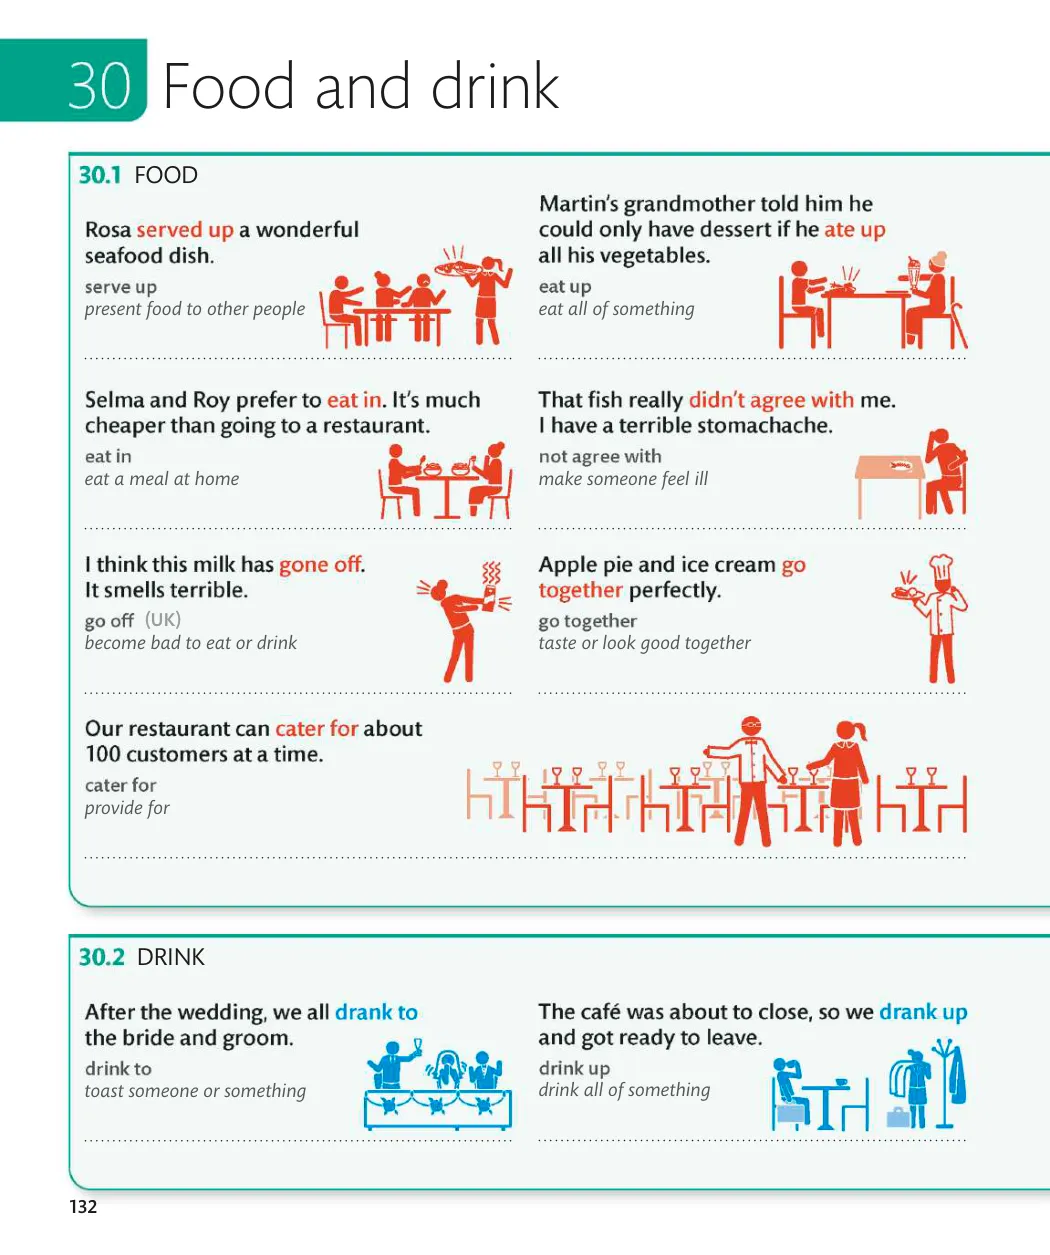 30 Food and drink
30.1 FOOD
Rosa served up a wonderful
seafood dish.
serve up
present food to other people
Martin's grandmother told him he
could only have dessert if he ate up
all his vegetables.
eat up
eat all of something
Selma and Roy prefer to eat in. It's much
cheaper than going to a restaurant.
eat in
eat a meal at home
That fish really didn't agree with me.
I have a terrible stomachache.
not agree with
make someone feel ill
I think this milk has gone off.
It smells terrible.
go off (UK)
become bad to eat or drink
Apple pie and ice cream go
together perfectly.
go together
taste or look good together
Our restaurant can cater for about
100 customers at a time.
cater for
provide for
30.2 DRINK
After the wedding, we all drank to
the bride and groom.
drink to
toast someone or something
The café was about to close, so we drank up
and got ready to leave.
drink up
drink all of something
132